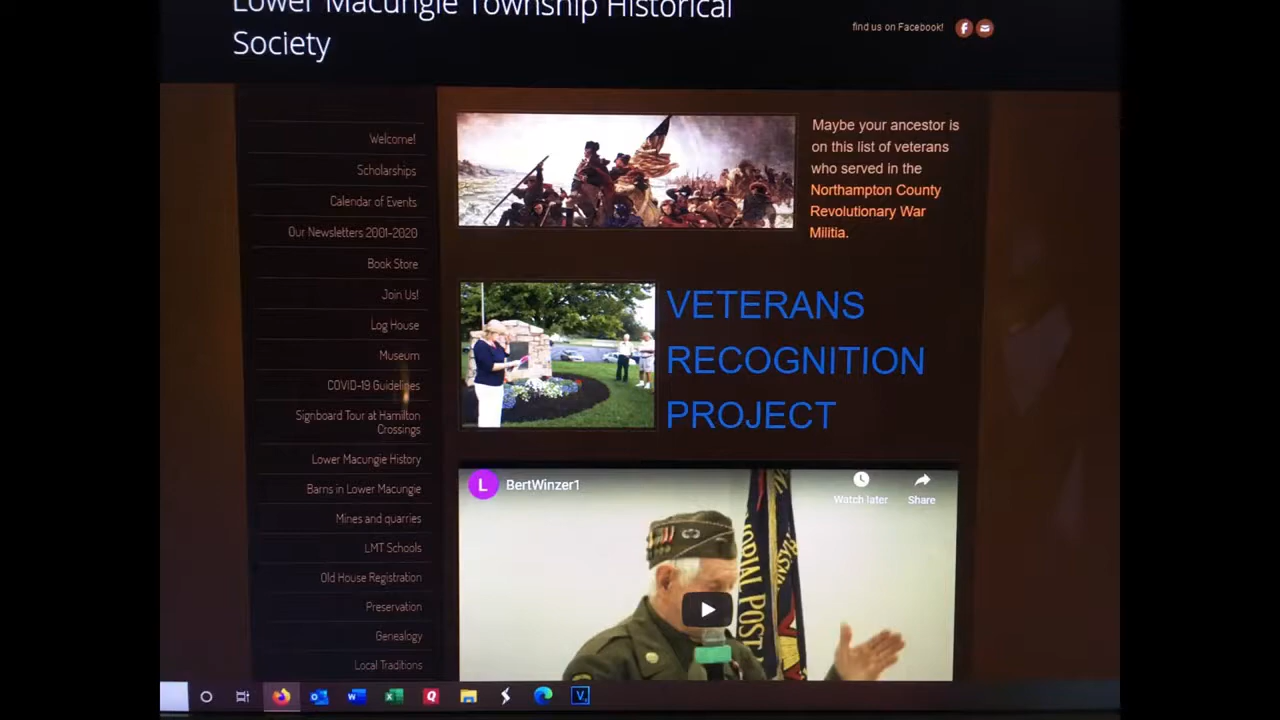 Lower Macungie Township Historical
Society
find us on Facebook!
Welcome!
Scholarships
Calendar of Events
Our Newsletters 2001-2020
Book Store
Join Us!
Log House
Museum
COVID-19 Guidelines
Signboard Tour at Hamilton
Crossings
Lower Macungie History
Barns in Lower Macungie
Mines and quarries
LMT Schools
Old House Registration
Preservation
Genealogy
Local Traditions
Maybe your ancestor is
on this list of veterans
who served in the
Northampton County
Revolutionary War
Militia.
VETERANS
RECOGNITION
PROJECT
L
BertWinzer1
Watch later
Share
ORIAL POST